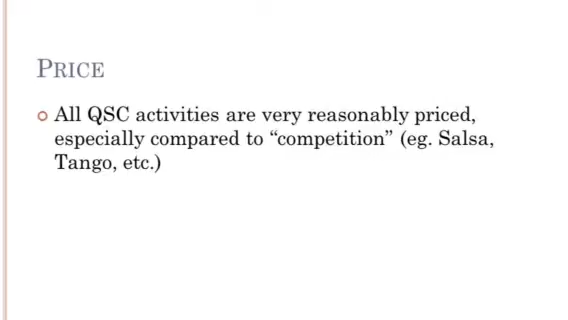 PRICE
All QSC activities are very reasonably priced,
especially compared to “competition” (eg. Salsa,
Tango, etc.)